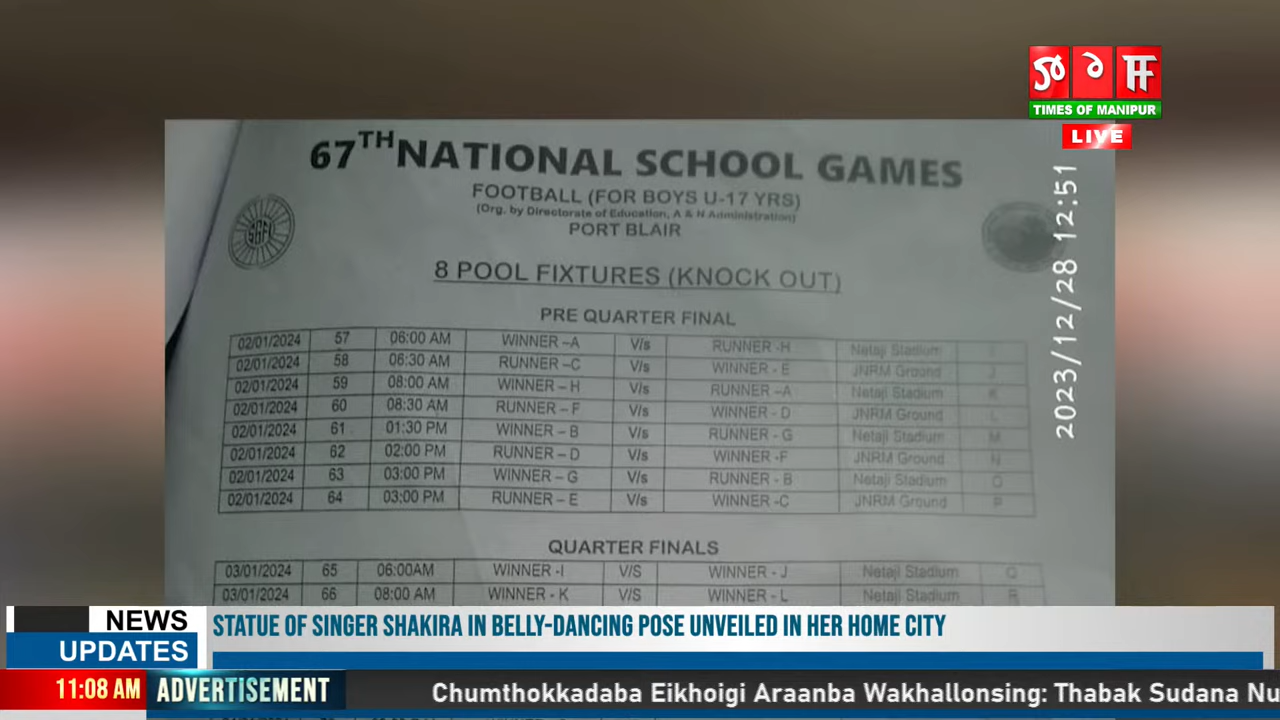 ꯇꯣꯝ
TIMES OF MANIPUR
LIVE
67TH NATIONAL SCHOOL GAMES
FOOTBALL (FOR BOYS U-17 YRS)
(Org. by Directorate of Education, A & N Administration)
PORT BLAIR
8 POOL FIXTURES (KNOCK OUT)
PRE QUARTER FINAL
02/01/2024 57 06:00 AM WINNER –A V/s RUNNER -H Netaji Stadium I
02/01/2024 58 06:30 AM RUNNER –C V/s WINNER - E JNRM Ground J
02/01/2024 59 08:00 AM WINNER – H V/s RUNNER –A Netaji Stadium K
02/01/2024 60 08:30 AM RUNNER – F V/s WINNER - D JNRM Ground L
02/01/2024 61 01:30 PM WINNER – B V/s RUNNER - G Netaji Stadium M
02/01/2024 62 02:00 PM RUNNER – D V/s WINNER -F JNRM Ground N
02/01/2024 63 03:00 PM WINNER – G V/s RUNNER - B Netaji Stadium O
02/01/2024 64 03:00 PM RUNNER – E V/s WINNER -C JNRM Ground P
QUARTER FINALS
03/01/2024 65 06:00AM WINNER -I V/S WINNER - J Netaji Stadium Q
03/01/2024 66 08:00 AM WINNER - K V/S WINNER - L Netaji Stadium R
2023/12/28 12:51
NEWS
UPDATES
STATUE OF SINGER SHAKIRA IN BELLY-DANCING POSE UNVEILED IN HER HOME CITY
11:08 AM
ADVERTISEMENT
Chumthokkadaba Eikhoigi Araanba Wakhallonsing: Thabak Sudana Nu